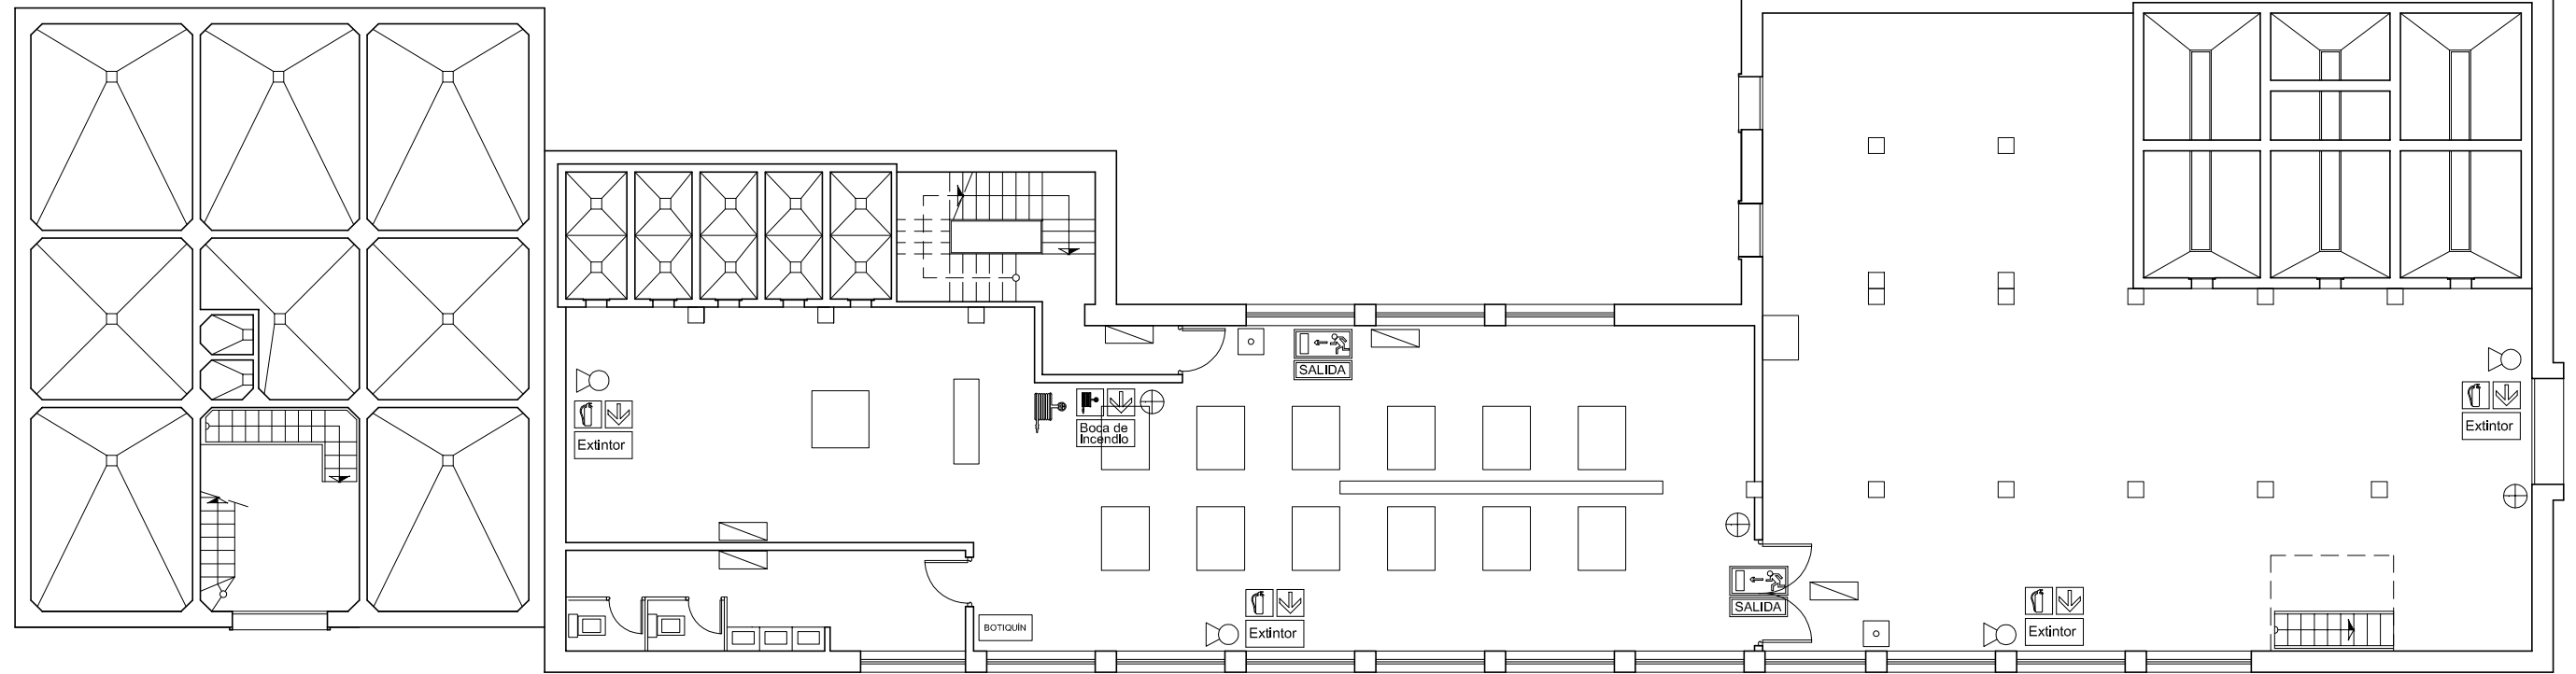 SALIDA
Extintor
Boca de
Incendio
Extintor
SALIDA
BOTIQUÍN
Extintor
Extintor